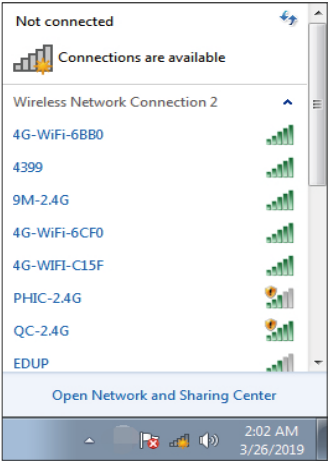 Not connected
Connections are available
Wireless Network Connection 2
4G-WiFi-6BB0
4399
9M-2.4G
4G-WiFi-6CF0
4G-WIFI-C15F
PHIC-2.4G
QC-2.4G
EDUP
Open Network and Sharing Center
2:02 AM
3/26/2019